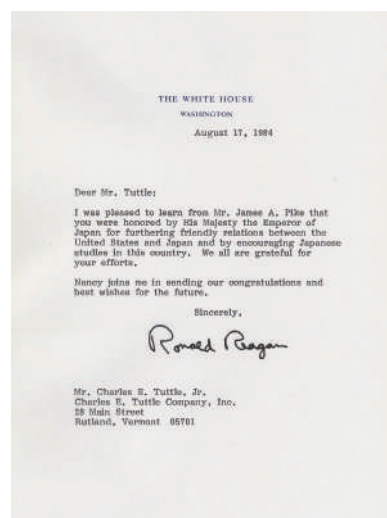 THE WHITE HOUSE
WASHINGTON
August 17, 1984
Dear Mr. Tuttle:
I was pleased to learn from Mr. James A. Pike that
you were honored by His Majesty the Emperor of
Japan for furthering friendly relations between the
United States and Japan and by encouraging Japanese
studies in this country. We all are grateful for
your efforts.
Nancy joins me in sending our congratulations and
best wishes for the future.
Sincerely,
Ronald Reagan
Mr. Charles E. Tuttle, Jr.
Charles E. Tuttle Company, Inc.
28 Main Street
Rutland, Vermont 05701